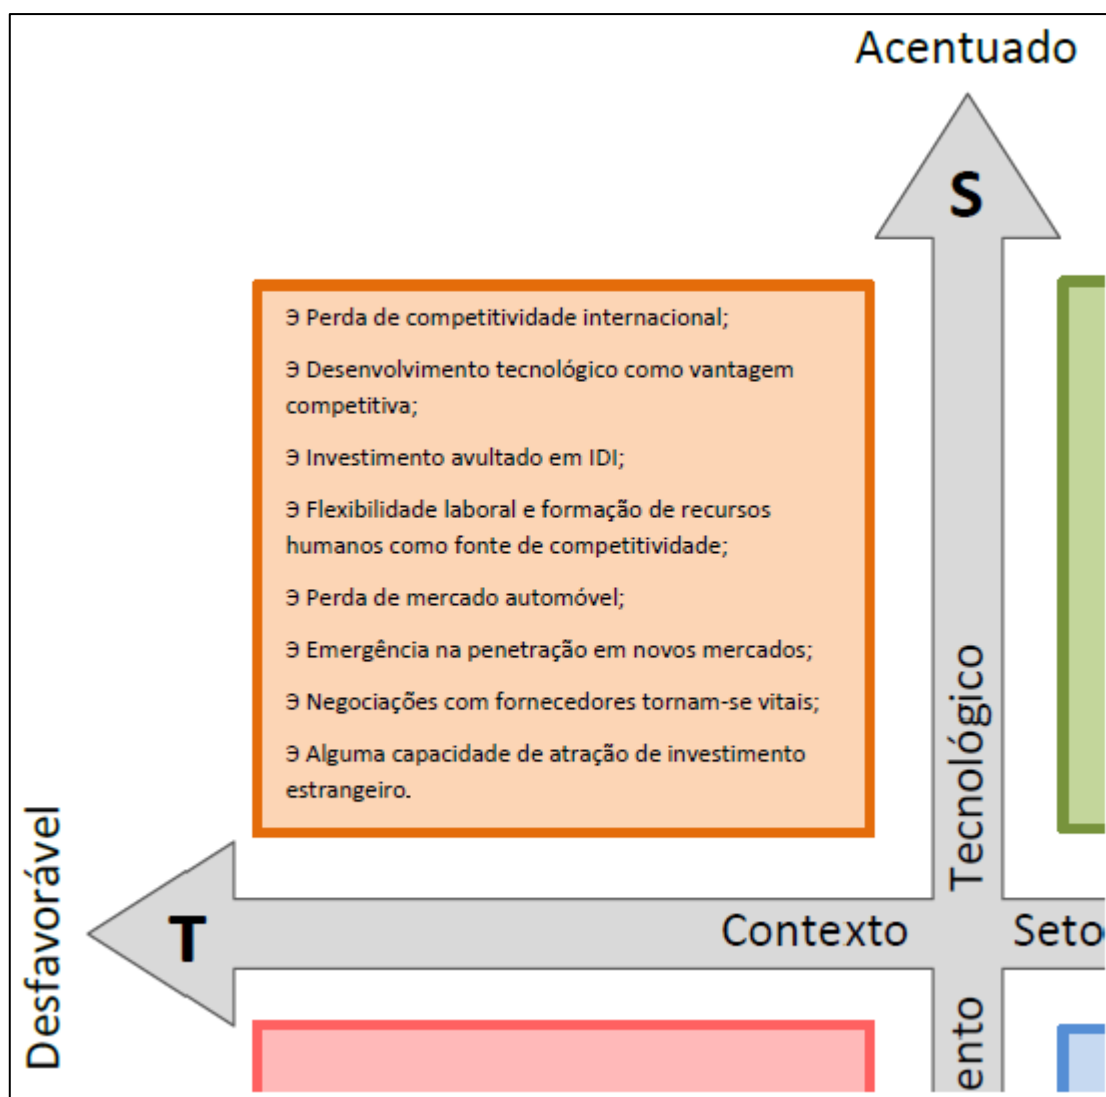 Acentuado
S
∋ Perda de competitividade internacional;
∋ Desenvolvimento tecnológico como vantagem
competitiva;
∋ Investimento avultado em IDI;
∋ Flexibilidade laboral e formação de recursos
humanos como fonte de competitividade;
∋ Perda de mercado automóvel;
∋ Emergência na penetração em novos mercados;
∋ Negociações com fornecedores tornam-se vitais;
∋ Alguma capacidade de atração de investimento
estrangeiro.
Tecnológico
Desfavorável
T
Contexto
Seto
ento